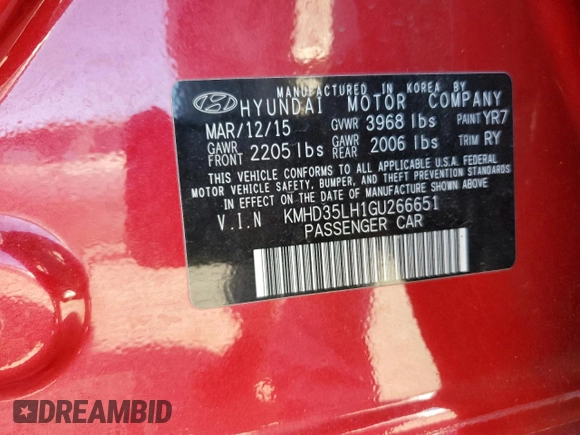 MANUFACTURED IN KOREA BY
HYUNDAI MOTOR COMPANY
MAR/12/15 GVWR 3968 lbs PAINT YR7
GAWR FRONT 2205 lbs GAWR REAR 2006 lbs TRIM RY
THIS VEHICLE CONFORMS TO ALL APPLICABLE U.S.A. FEDERAL
MOTOR VEHICLE SAFETY, BUMPER, AND THEFT PREVENTION STANDARDS
IN EFFECT ON THE DATE OF MANUFACTURE SHOWN ABOVE.
V.I.N KMHD35LH1GU266651
PASSENGER CAR
DREAMBID